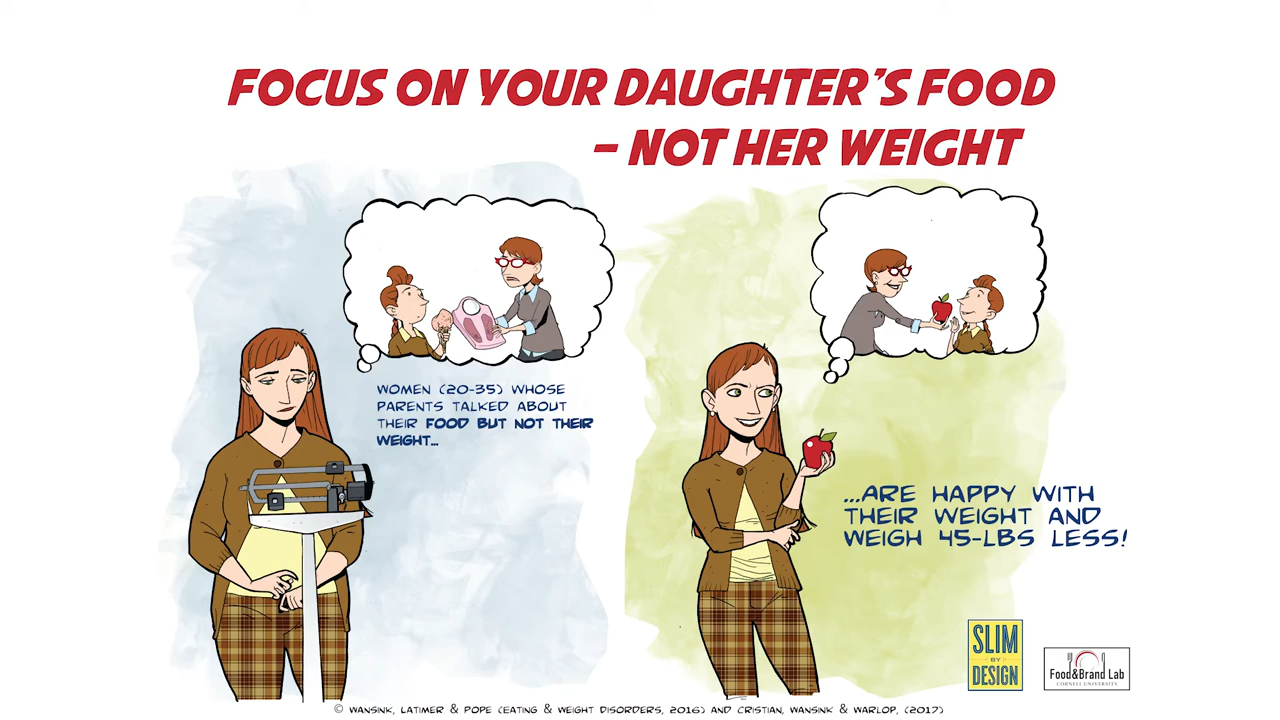 FOCUS ON YOUR DAUGHTER'S FOOD
– NOT HER WEIGHT
WOMEN (20-35) WHOSE
PARENTS TALKED ABOUT
THEIR FOOD BUT NOT THEIR
WEIGHT...
...ARE HAPPY WITH
THEIR WEIGHT AND
WEIGH 45-LBS LESS!
SLIM
BY
DESIGN
Food&Brand Lab
CORNELL UNIVERSITY
© WANSINK, LATIMER & POPE (EATING & WEIGHT DISORDERS, 2016) AND CRISTIAN, WANSINK & WARLOP, (2017)